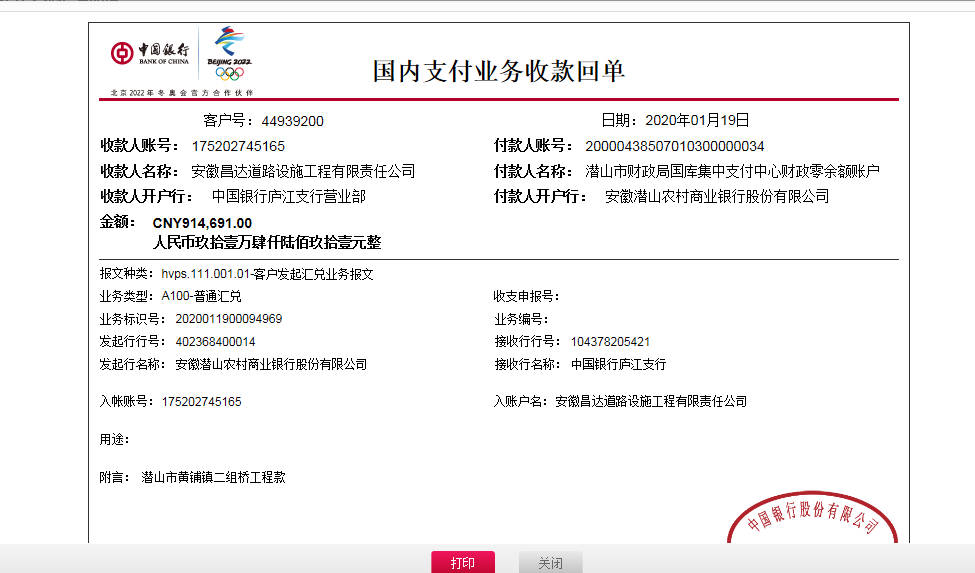 中国银行
BANK OF CHINA
BEIJING 2022
北京2022年冬奥会官方合作伙伴
国内支付业务收款回单
客户号：44939200 日期：2020年01月19日
收款人账号：175202745165 付款人账号：20000438507010300000034
收款人名称：安徽昌达道路设施工程有限责任公司 付款人名称：潜山市财政局国库集中支付中心财政零余额账户
收款人开户行：中国银行庐江支行营业部 付款人开户行：安徽潜山农村商业银行股份有限公司
金额：CNY914,691.00
人民币玖拾壹万肆仟陆佰玖拾壹元整
报文种类：hvps.111.001.01-客户发起汇兑业务报文
业务类型：A100-普通汇兑 收支申报号：
业务标识号：2020011900094969 业务编号：
发起行行号：402368400014 接收行行号：104378205421
发起行名称：安徽潜山农村商业银行股份有限公司 接收行名称：中国银行庐江支行
入帐账号：175202745165 入账户名：安徽昌达道路设施工程有限责任公司
用途：
附言：潜山市黄铺镇二组桥工程款
中国银行股份有限公司
打印 关闭